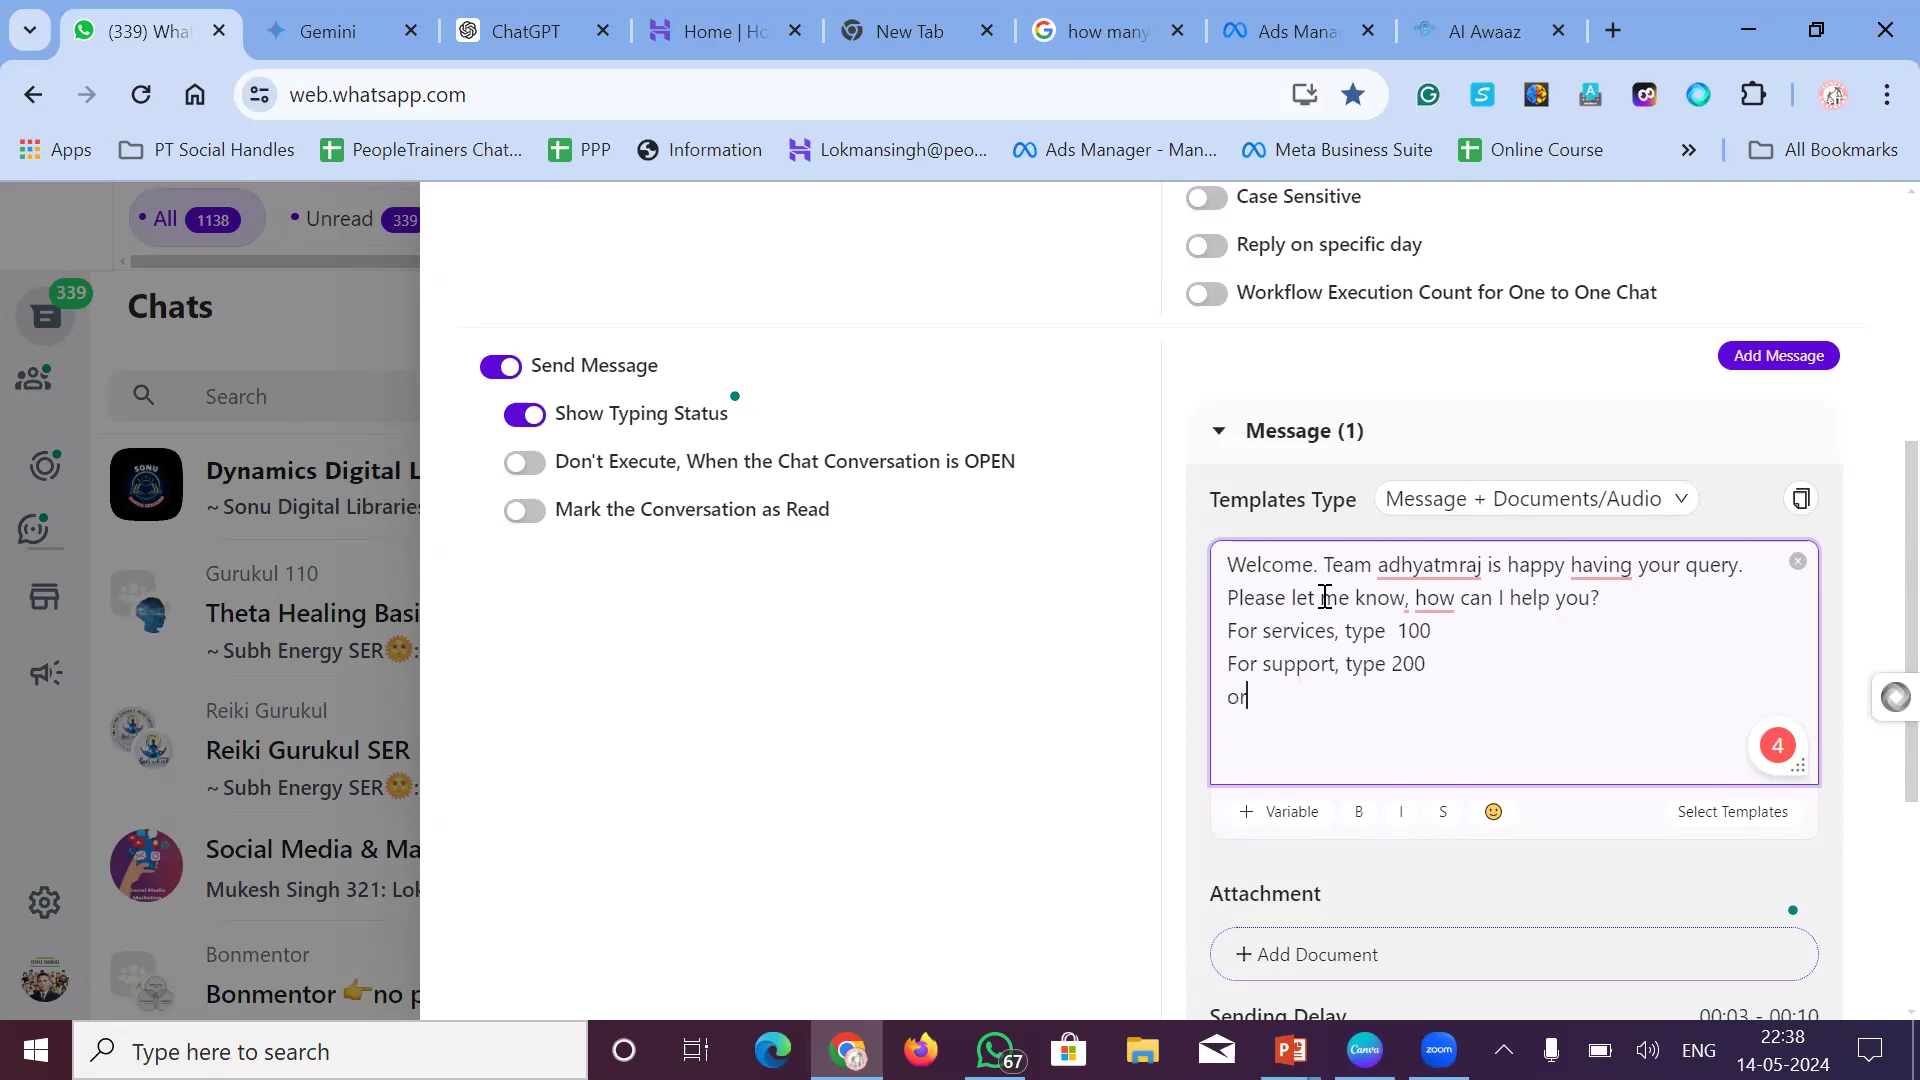 (339) Wha
Gemini
ChatGPT
Home | Ho
New Tab
how many
Ads Mana
AI Awaaz
web.whatsapp.com
Apps
PT Social Handles
PeopleTrainers Chat...
PPP
Information
Lokmansingh@peo...
Ads Manager - Man...
Meta Business Suite
Online Course
»
All Bookmarks
All 1138
Unread 339
339
Chats
Search
Dynamics Digital L
~ Sonu Digital Libraries
Gurukul 110
Theta Healing Basi
~ Subh Energy SER🌞:
Reiki Gurukul
Reiki Gurukul SER
~ Subh Energy SER🌞:
Social Media & Ma
Mukesh Singh 321: Lok
Bonmentor
Bonmentor 👉no p
Case Sensitive
Reply on specific day
Workflow Execution Count for One to One Chat
Send Message
Show Typing Status
Don't Execute, When the Chat Conversation is OPEN
Mark the Conversation as Read
Add Message
Message (1)
Templates Type
Message + Documents/Audio
Welcome. Team adhyatmraj is happy having your query.
Please let me know, how can I help you?
For services, type  100
For support, type 200
or
4
+ Variable
B
I
S
🙂
Select Templates
Attachment
+ Add Document
Sending Delay
00:03 - 00:10
Type here to search
67
Canva
zoom
ENG
22:38
14-05-2024